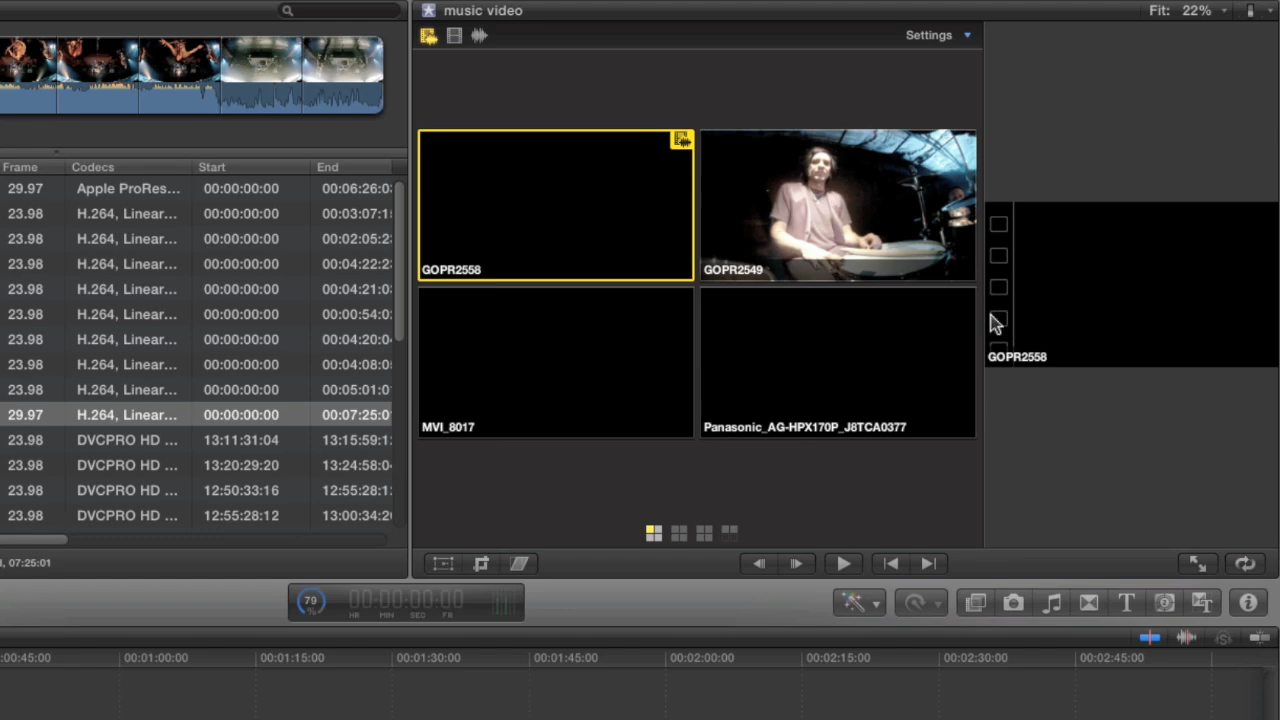 music video
Fit: 22%
Settings
Frame Codecs Start End
29.97 Apple ProRes... 00:00:00:00 00:06:26:0
23.98 H.264, Linear... 00:00:00:00 00:03:07:1
23.98 H.264, Linear... 00:00:00:00 00:02:05:2
23.98 H.264, Linear... 00:00:00:00 00:04:22:2
23.98 H.264, Linear... 00:00:00:00 00:04:21:0
23.98 H.264, Linear... 00:00:00:00 00:00:54:0
23.98 H.264, Linear... 00:00:00:00 00:04:20:0
23.98 H.264, Linear... 00:00:00:00 00:04:08:0
23.98 H.264, Linear... 00:00:00:00 00:05:01:0
29.97 H.264, Linear... 00:00:00:00 00:07:25:0
23.98 DVCPRO HD ... 13:11:31:04 13:15:59:1
23.98 DVCPRO HD ... 13:20:29:20 13:24:58:0
23.98 DVCPRO HD ... 12:50:33:16 12:55:28:1
23.98 DVCPRO HD ... 12:55:28:12 13:00:34:2
GOPR2558
GOPR2549
MVI_8017
Panasonic_AG-HPX170P_J8TCA0377
GOPR2558
, 07:25:01
79
%
00:00:00:00
HR MIN SEC FR
:00:45:00 00:01:00:00 00:01:15:00 00:01:30:00 00:01:45:00 00:02:00:00 00:02:15:00 00:02:30:00 00:02:45:00